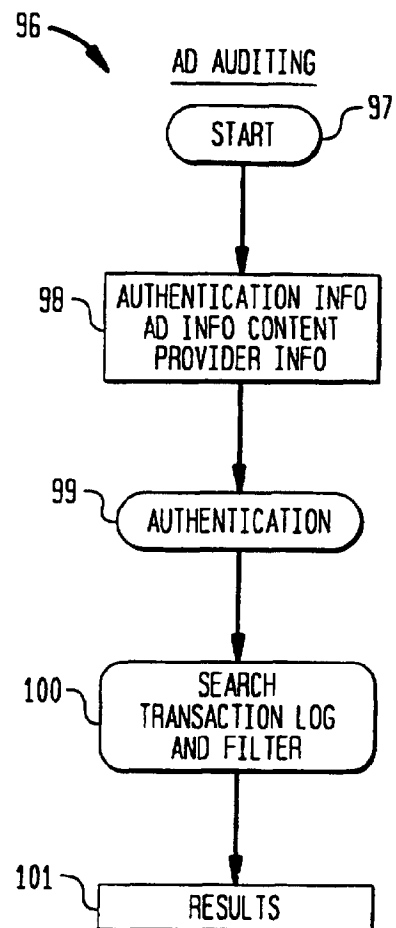 96
AD AUDITING
START
97
98
AUTHENTICATION INFO
AD INFO CONTENT
PROVIDER INFO
99
AUTHENTICATION
100
SEARCH
TRANSACTION LOG
AND FILTER
101
RESULTS